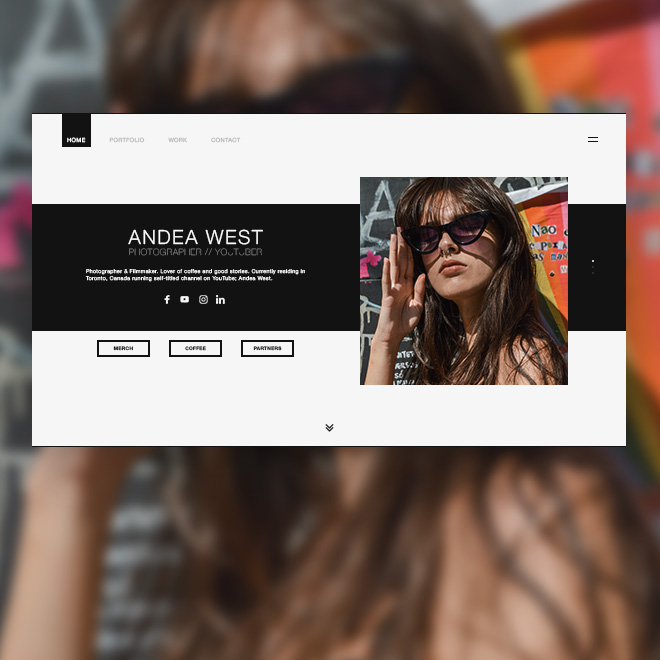 HOME PORTFOLIO WORK CONTACT
ANDEA WEST
PHOTOGRAPHER // YOUTUBER
Photographer & Filmmaker. Lover of coffee and good stories. Currently residing in
Toronto, Canada running self-titled channel on YouTube; Andea West.
MERCH COFFEE PARTNERS
Não